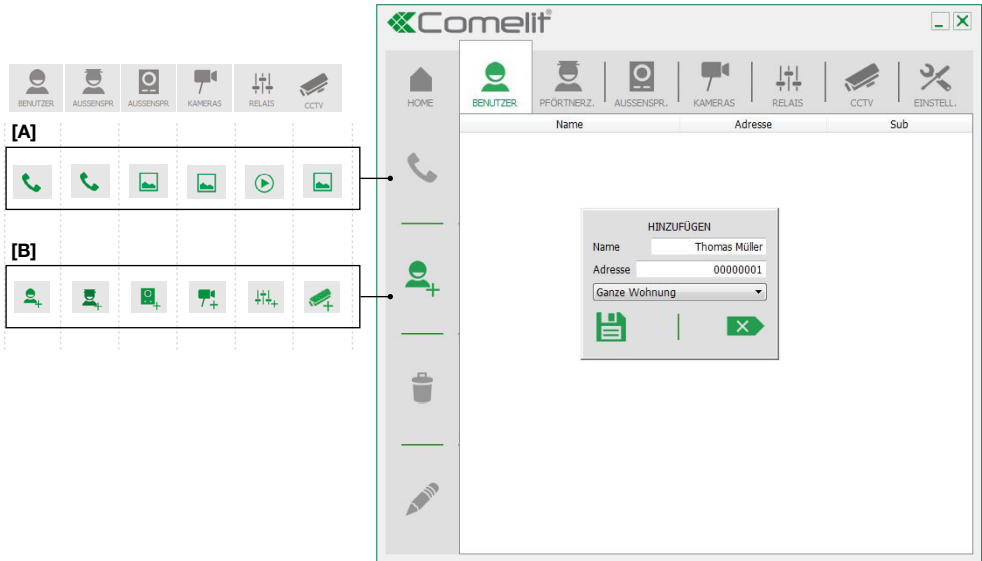 Comelit
BENUTZER AUSSENSPR AUSSENSPR KAMERAS RELAIS CCTV
HOME BENUTZER PFÖRTNERZ. AUSSENSPR. KAMERAS RELAIS CCTV EINSTELL.
Name Adresse Sub
[A]
[B]
HINZUFÜGEN
Name Thomas Müller
Adresse 00000001
Ganze Wohnung